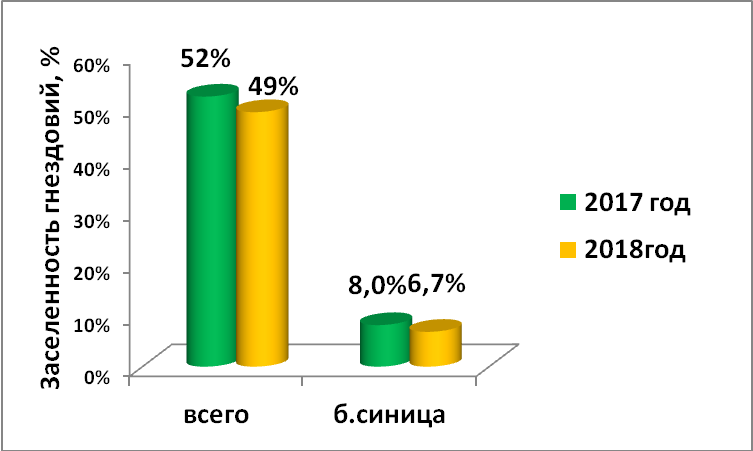 Заселенность гнездовий, %
60%
50%
40%
30%
20%
10%
0%
52%
49%
8,0%
6,7%
всего
б.синица
2017 год
2018год